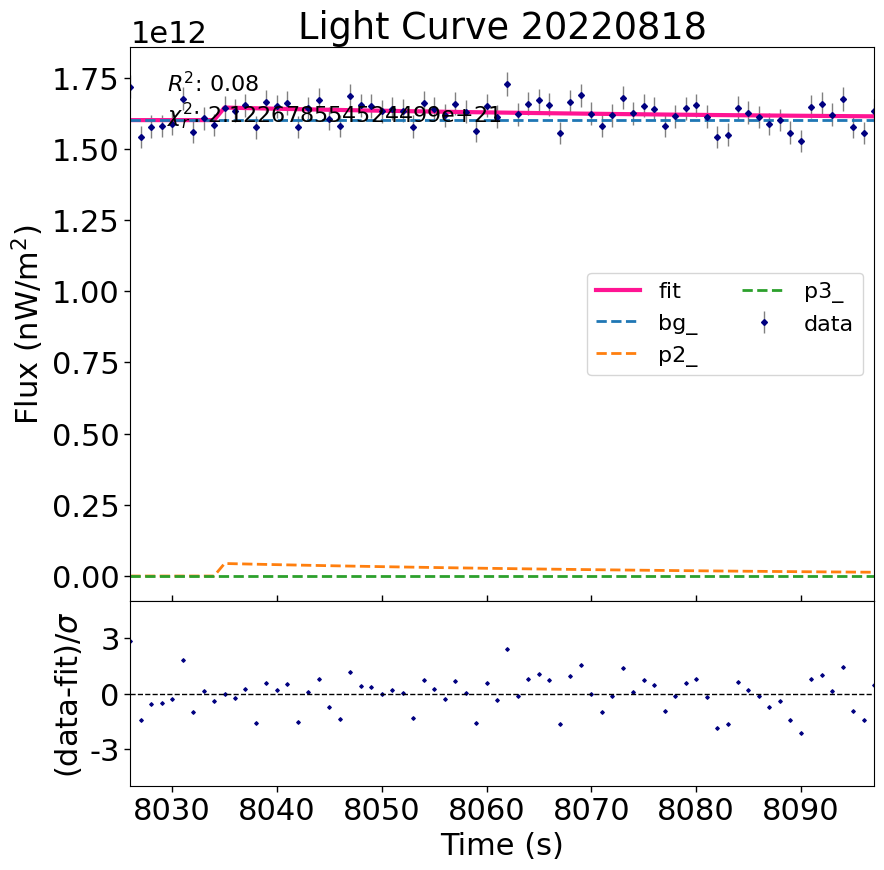 Light Curve 20220818
1e12
R²: 0.08
1.75
1.50
1.25
1.00
0.75
0.50
0.25
0.00
Flux (nW/m²)
fit
bg_
p2_
p3_
data
3
0
-3
(data-fit)/σ
8030 8040 8050 8060 8070 8080 8090
Time (s)